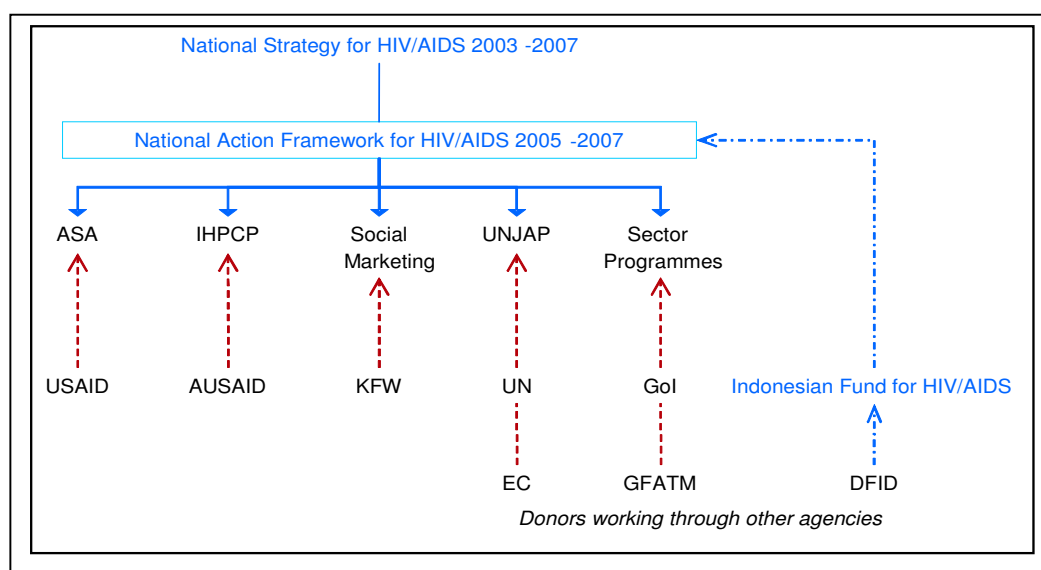 National Strategy for HIV/AIDS 2003 -2007
National Action Framework for HIV/AIDS 2005 -2007
ASA
IHPCP
Social
Marketing
UNJAP
Sector
Programmes
USAID
AUSAID
KFW
UN
GoI
Indonesian Fund for HIV/AIDS
EC
GFATM
DFID
Donors working through other agencies